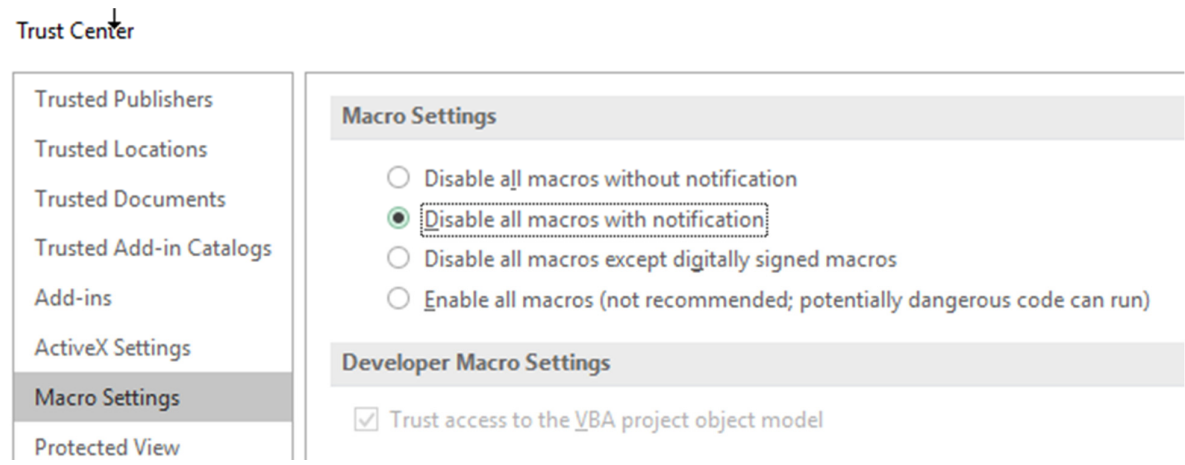 Trust Center
Trusted Publishers
Trusted Locations
Trusted Documents
Trusted Add-in Catalogs
Add-ins
ActiveX Settings
Macro Settings
Protected View
Macro Settings
Disable all macros without notification
Disable all macros with notification
Disable all macros except digitally signed macros
Enable all macros (not recommended; potentially dangerous code can run)
Developer Macro Settings
Trust access to the VBA project object model